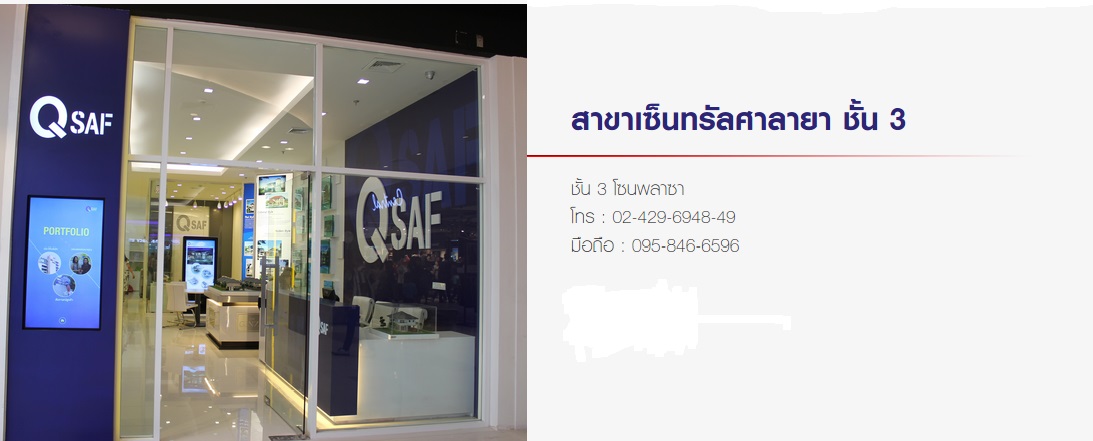 QSAF
PORTFOLIO
QSAF
Central
QSAF
SAF
สาขาเซ็นทรัลศาลายา ชั้น 3
ชั้น 3 โซนพลาซา
โทร : 02-429-6948-49
มือถือ : 095-846-6596